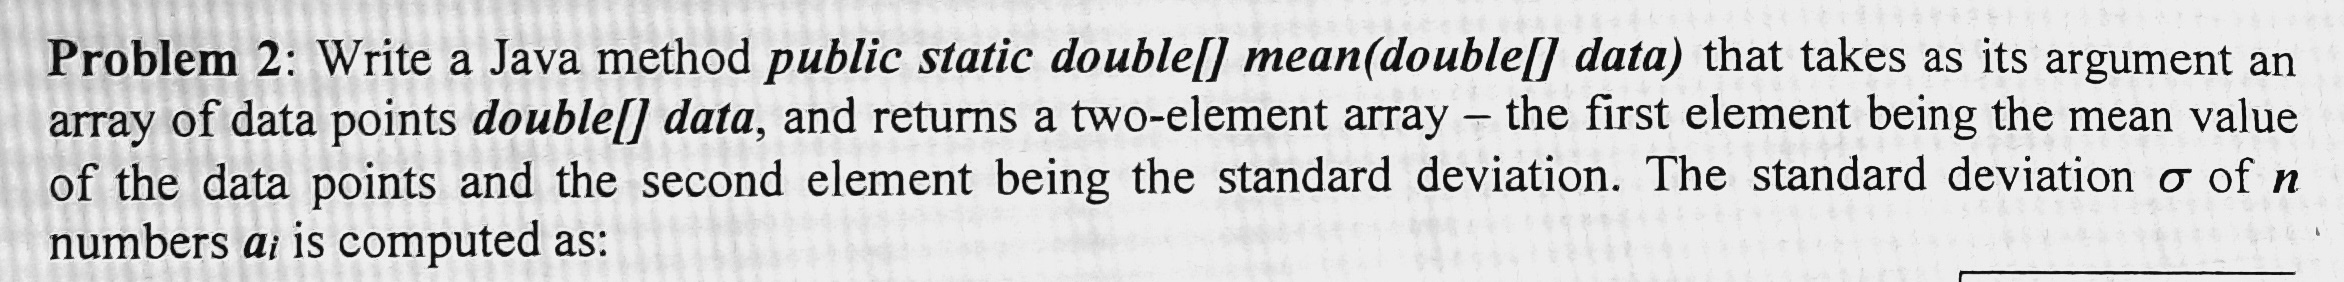 Problem 2: Write a Java method public static double[] mean(double[] data) that takes as its argument an
array of data points double[] data, and returns a two-element array – the first element being the mean value
of the data points and the second element being the standard deviation. The standard deviation σ of n
numbers ai is computed as: